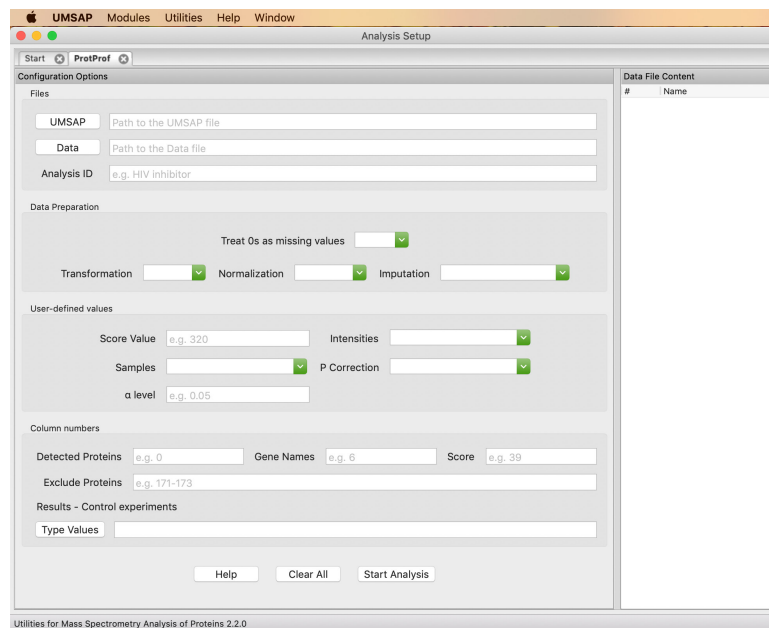 UMSAP Modules Utilities Help Window
Analysis Setup
Start ProtProf
Configuration Options
Data File Content
# Name
Files
UMSAP Path to the UMSAP file
Data Path to the Data file
Analysis ID e.g. HIV inhibitor
Data Preparation
Treat 0s as missing values
Transformation Normalization Imputation
User-defined values
Score Value e.g. 320 Intensities
Samples P Correction
α level e.g. 0.05
Column numbers
Detected Proteins e.g. 0 Gene Names e.g. 6 Score e.g. 39
Exclude Proteins e.g. 171-173
Results - Control experiments
Type Values
Help Clear All Start Analysis
Utilities for Mass Spectrometry Analysis of Proteins 2.2.0